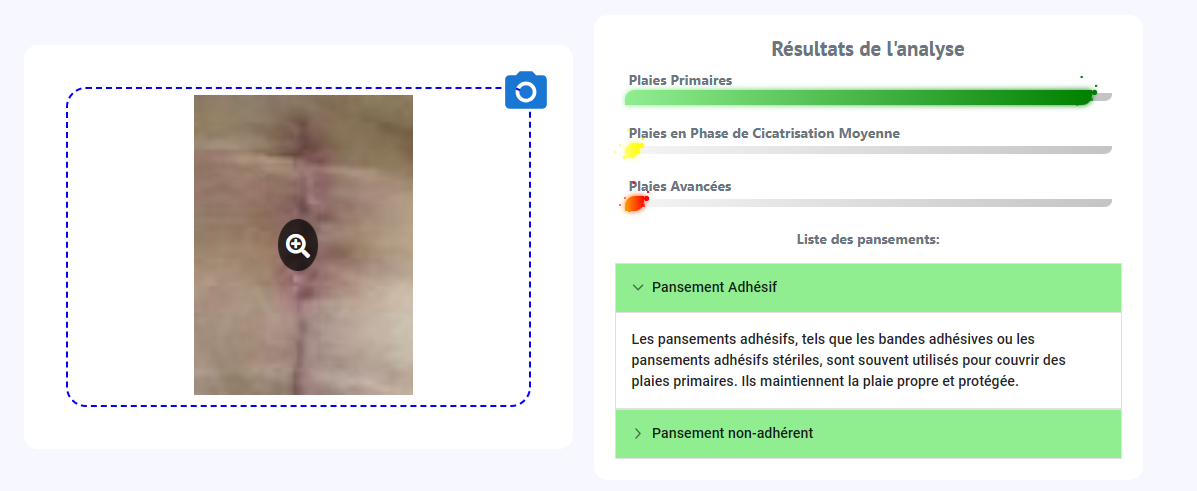 Résultats de l'analyse
Plaies Primaires
Plaies en Phase de Cicatrisation Moyenne
Plaies Avancées
Liste des pansements:
Pansement Adhésif
Les pansements adhésifs, tels que les bandes adhésives ou les
pansements adhésifs stériles, sont souvent utilisés pour couvrir des
plaies primaires. Ils maintiennent la plaie propre et protégée.
Pansement non-adhérent